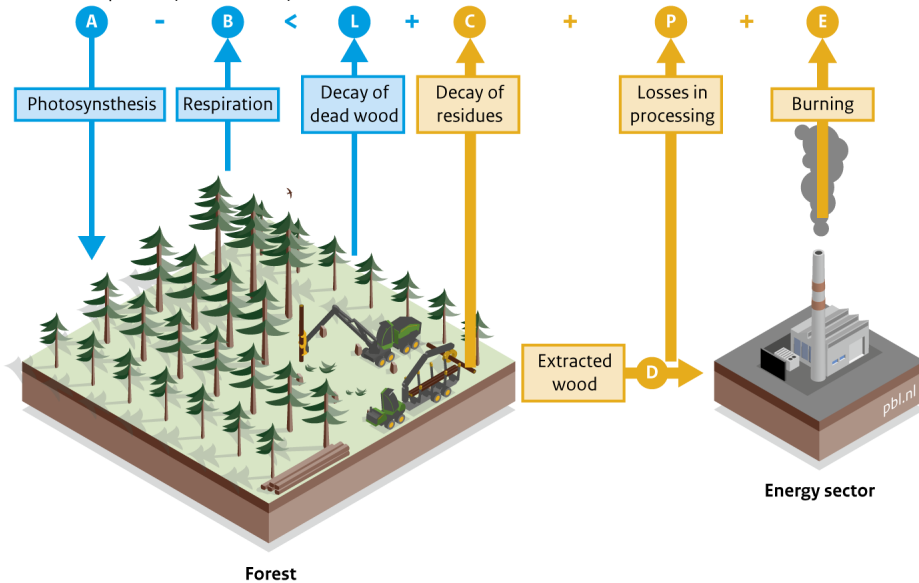 A - B < L + C + P + E
Photosynsthesis
Respiration
Decay of
dead wood
Decay of
residues
Losses in
processing
Burning
Extracted
wood
D
pbl.nl
Energy sector
Forest